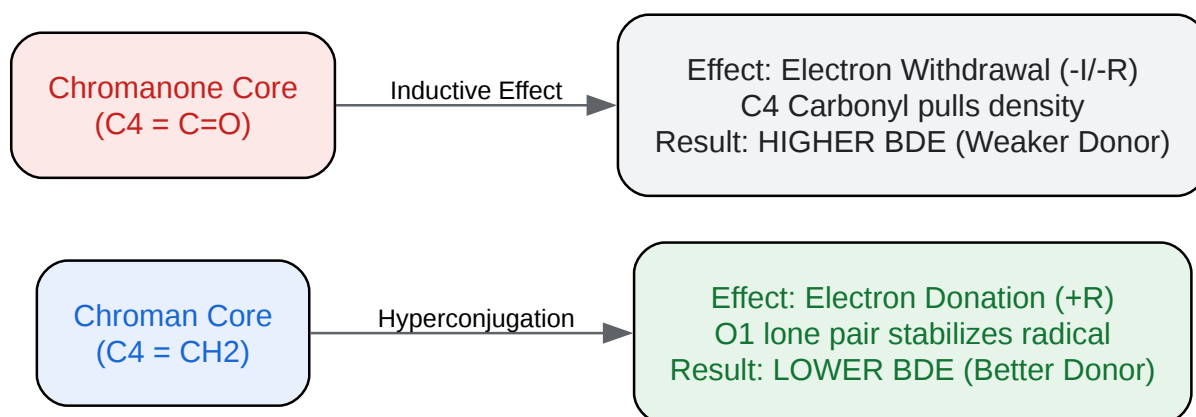 Chromanone Core
(C4 = C=O)
Inductive Effect
Effect: Electron Withdrawal (-I/-R)
C4 Carbonyl pulls density
Result: HIGHER BDE (Weaker Donor)
Chroman Core
(C4 = CH2)
Hyperconjugation
Effect: Electron Donation (+R)
O1 lone pair stabilizes radical
Result: LOWER BDE (Better Donor)